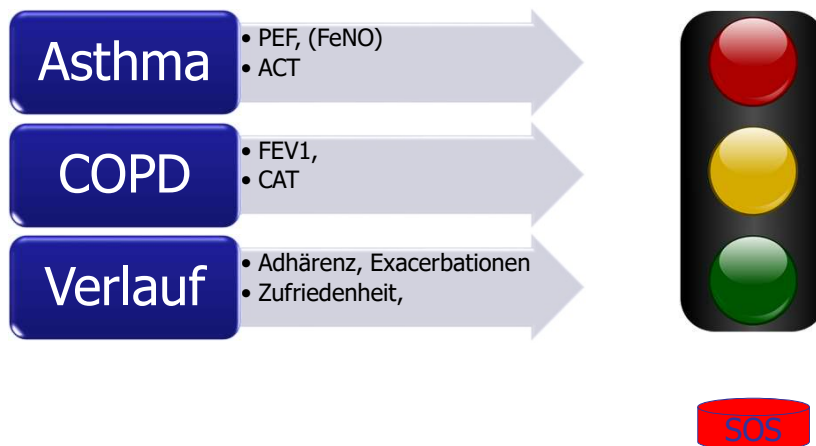 Asthma
• PEF, (FeNO)
• ACT
COPD
• FEV1,
• CAT
Verlauf
• Adhärenz, Exacerbationen
• Zufriedenheit,
SOS